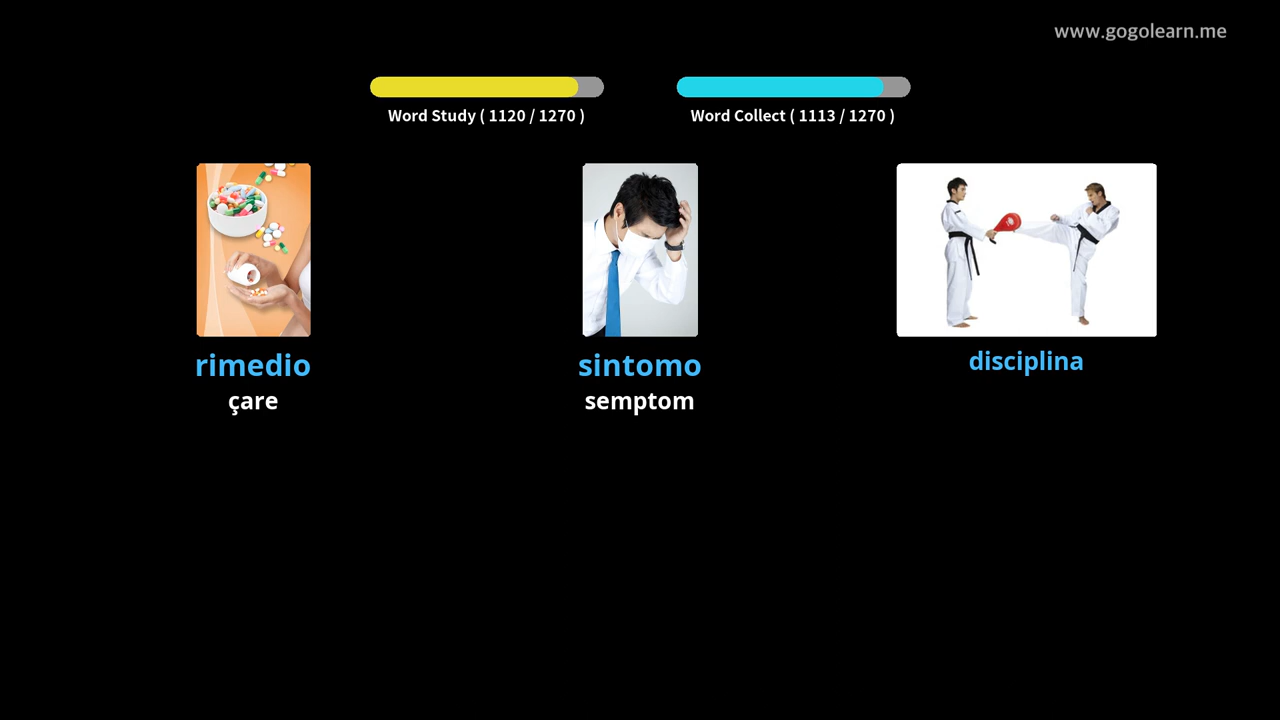 www.gogolearn.me
Word Study ( 1120 / 1270 )
Word Collect ( 1113 / 1270 )
rimedio
çare
sintomo
semptom
disciplina